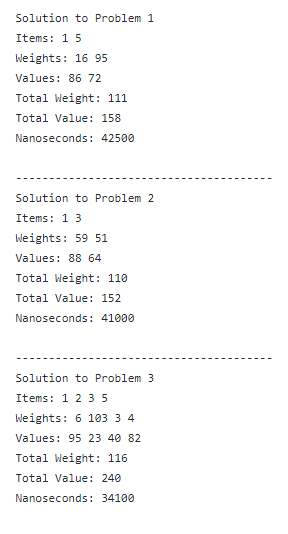 Solution to Problem 1
Items: 1 5
Weights: 16 95
Values: 86 72
Total Weight: 111
Total Value: 158
Nanoseconds: 42500
---------------------------------------
Solution to Problem 2
Items: 1 3
Weights: 59 51
Values: 88 64
Total Weight: 110
Total Value: 152
Nanoseconds: 41000
---------------------------------------
Solution to Problem 3
Items: 1 2 3 5
Weights: 6 103 3 4
Values: 95 23 40 82
Total Weight: 116
Total Value: 240
Nanoseconds: 34100